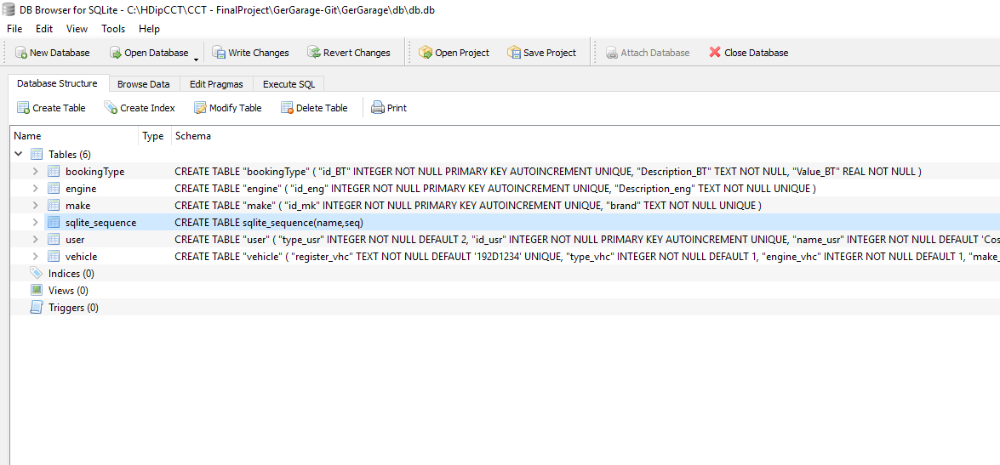 DB Browser for SQLite - C:\HDipCCT\CCT - FinalProject\GerGarage-Git\GerGarage\db\db.db
File Edit View Tools Help
New Database Open Database Write Changes Revert Changes Open Project Save Project Attach Database Close Database
Database Structure Browse Data Edit Pragmas Execute SQL
Create Table Create Index Modify Table Delete Table Print
Name Type Schema
Tables (6)
bookingType CREATE TABLE "bookingType" ( "id_BT" INTEGER NOT NULL PRIMARY KEY AUTOINCREMENT UNIQUE, "Description_BT" TEXT NOT NULL, "Value_BT" REAL NOT NULL )
engine CREATE TABLE "engine" ( "id_eng" INTEGER NOT NULL PRIMARY KEY AUTOINCREMENT UNIQUE, "Description_eng" TEXT NOT NULL UNIQUE )
make CREATE TABLE "make" ( "id_mk" INTEGER NOT NULL PRIMARY KEY AUTOINCREMENT UNIQUE, "brand" TEXT NOT NULL UNIQUE )
sqlite_sequence CREATE TABLE sqlite_sequence(name,seq)
user CREATE TABLE "user" ( "type_usr" INTEGER NOT NULL DEFAULT 2, "id_usr" INTEGER NOT NULL PRIMARY KEY AUTOINCREMENT UNIQUE, "name_usr" INTEGER NOT NULL DEFAULT 'Cos
vehicle CREATE TABLE "vehicle" ( "register_vhc" TEXT NOT NULL DEFAULT '192D1234' UNIQUE, "type_vhc" INTEGER NOT NULL DEFAULT 1, "engine_vhc" INTEGER NOT NULL DEFAULT 1, "make_
Indices (0)
Views (0)
Triggers (0)